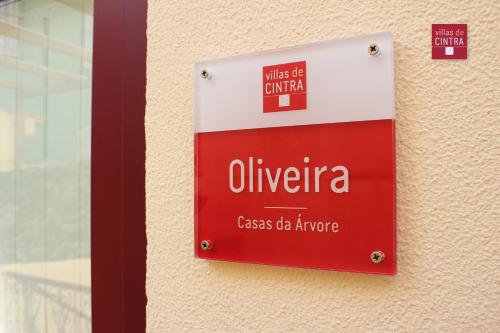 villas de
CINTRA
villas de
CINTRA
Oliveira
Casas da Árvore